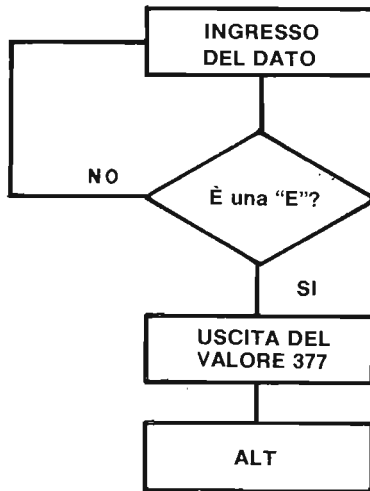 INGRESSO
DEL DATO
NO
È una “E”?
SI
USCITA DEL
VALORE 377
ALT